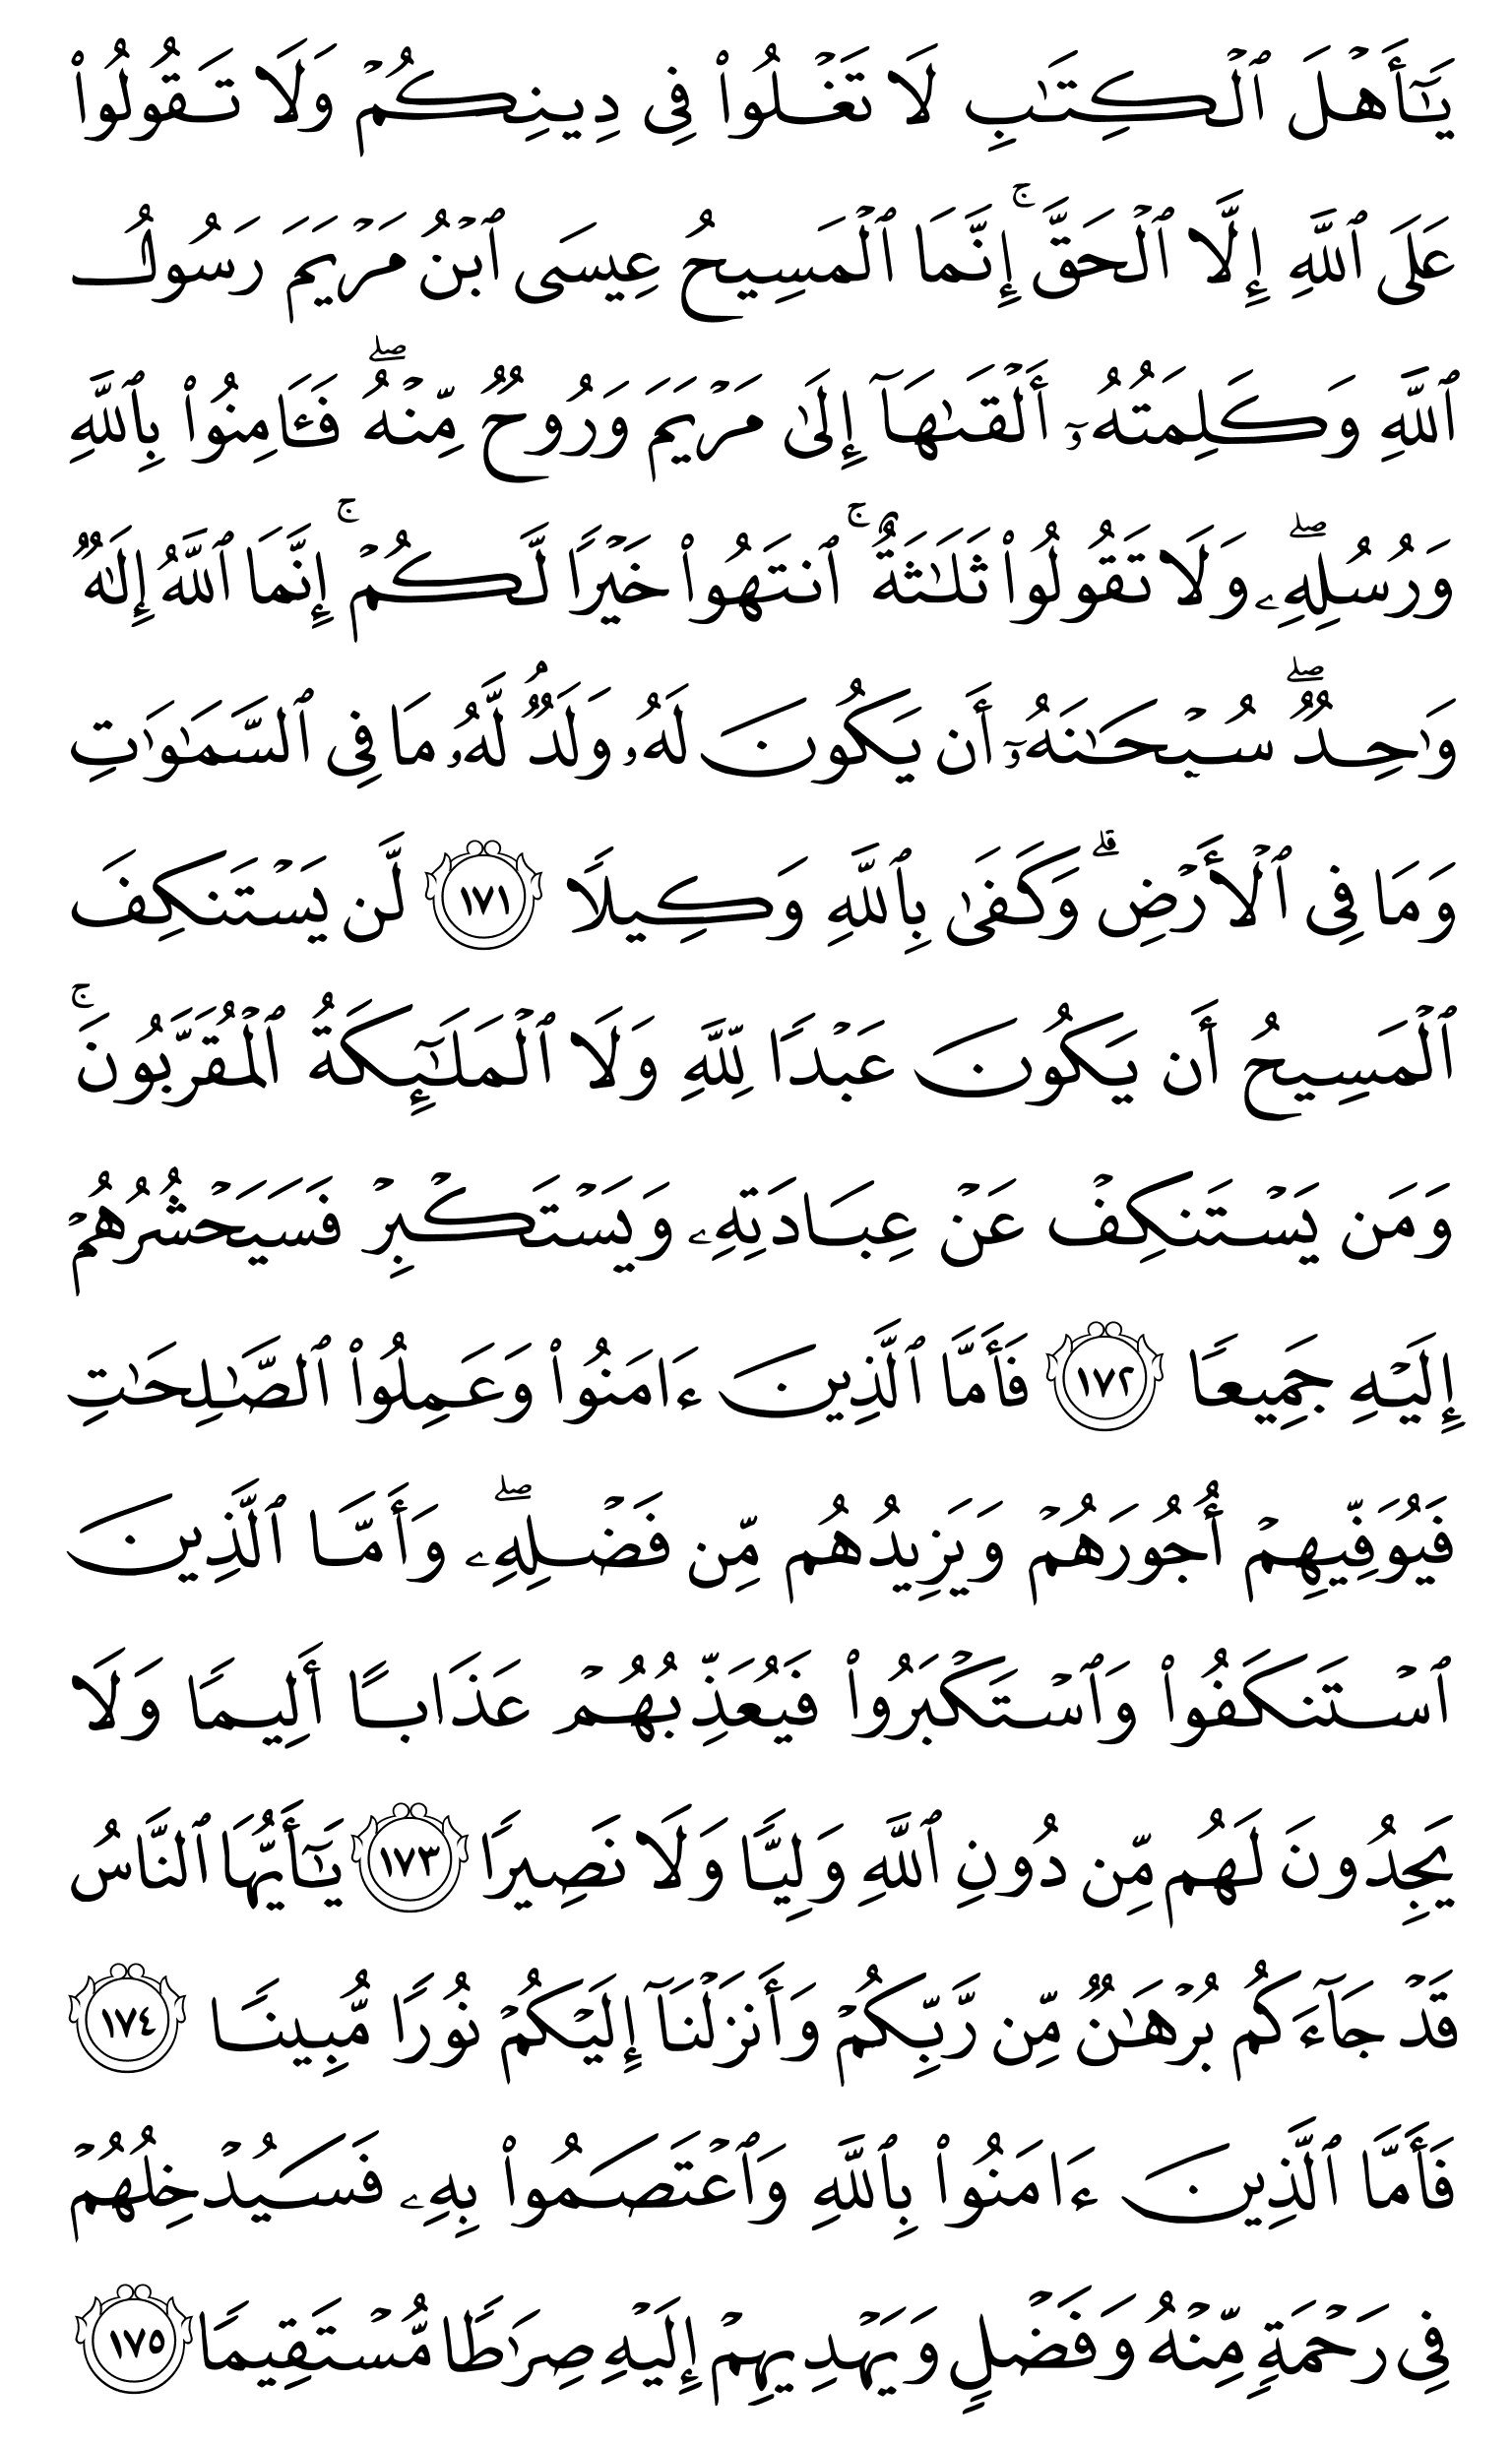 يَـٰٓأَهۡلَ ٱلۡكِتَـٰبِ لَا تَغۡلُوا۟ فِى دِينِكُمۡ وَلَا تَقُولُوا۟
عَلَى ٱللَّهِ إِلَّا ٱلۡحَقَّۚ إِنَّمَا ٱلۡمَسِيحُ عِيسَى ٱبۡنُ مَرۡيَمَ رَسُولُ
ٱللَّهِ وَكَلِمَتُهُۥٓ أَلۡقَىٰهَآ إِلَىٰ مَرۡيَمَ وَرُوحٌ مِّنۡهُۖ فَـَٔامِنُوا۟ بِٱللَّهِ
وَرُسُلِهِۦۖ وَلَا تَقُولُوا۟ ثَلَـٰثَةٌۚ ٱنتَهُوا۟ خَيۡرًا لَّكُمۡۚ إِنَّمَا ٱللَّهُ إِلَـٰهٌ
وَٰحِدٌۖ سُبۡحَـٰنَهُۥٓ أَن يَكُونَ لَهُۥ وَلَدٌۘ لَّهُۥ مَا فِى ٱلسَّمَـٰوَٰتِ
وَمَا فِى ٱلۡأَرۡضِۗ وَكَفَىٰ بِٱللَّهِ وَكِيلًا ١٧١ لَّن يَسۡتَنكِفَ
ٱلۡمَسِيحُ أَن يَكُونَ عَبۡدًا لِّلَّهِ وَلَا ٱلۡمَلَـٰٓئِكَةُ ٱلۡمُقَرَّبُونَۚ
وَمَن يَسۡتَنكِفۡ عَنۡ عِبَادَتِهِۦ وَيَسۡتَكۡبِرۡ فَسَيَحۡشُرُهُمۡ
إِلَيۡهِ جَمِيعًا ١٧٢ فَأَمَّا ٱلَّذِينَ ءَامَنُوا۟ وَعَمِلُوا۟ ٱلصَّـٰلِحَـٰتِ
فَيُوَفِّيهِمۡ أُجُورَهُمۡ وَيَزِيدُهُم مِّن فَضۡلِهِۦۖ وَأَمَّا ٱلَّذِينَ
ٱسۡتَنكَفُوا۟ وَٱسۡتَكۡبَرُوا۟ فَيُعَذِّبُهُمۡ عَذَابًا أَلِيمًا وَلَا
يَجِدُونَ لَهُم مِّن دُونِ ٱللَّهِ وَلِيًّا وَلَا نَصِيرًا ١٧٣ يَـٰٓأَيُّهَا ٱلنَّاسُ
قَدۡ جَآءَكُم بُرۡهَـٰنٌ مِّن رَّبِّكُمۡ وَأَنزَلۡنَآ إِلَيۡكُمۡ نُورًا مُّبِينًا ١٧٤
فَأَمَّا ٱلَّذِينَ ءَامَنُوا۟ بِٱللَّهِ وَٱعۡتَصَمُوا۟ بِهِۦ فَسَيُدۡخِلُهُمۡ
فِى رَحۡمَةٍ مِّنۡهُ وَفَضۡلٍ وَيَهۡدِيهِمۡ إِلَيۡهِ صِرَٰطًا مُّسۡتَقِيمًا ١٧٥